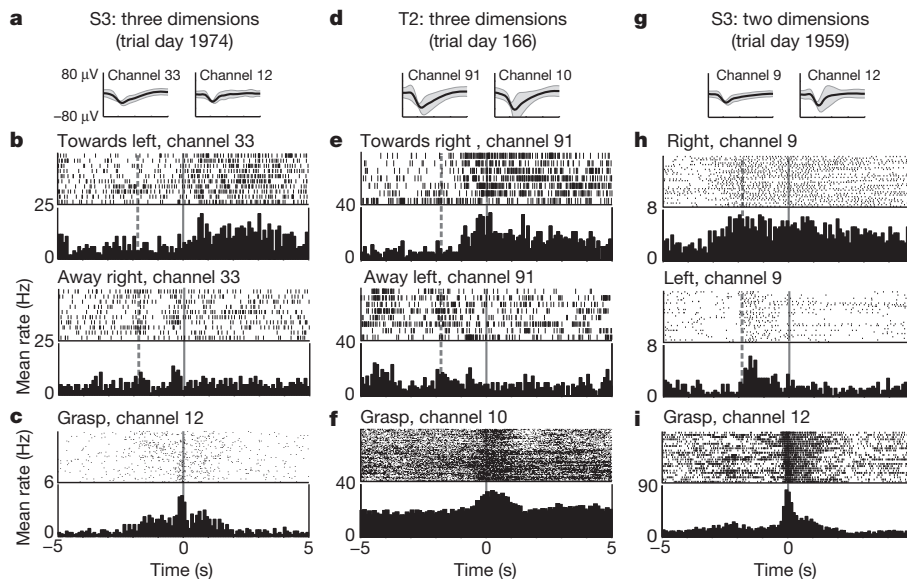 a
S3: three dimensions
(trial day 1974)
80 µV
−80 µV
Channel 33
Channel 12
b
Towards left, channel 33
25
0
Away right, channel 33
25
0
Mean rate (Hz)
c
Grasp, channel 12
6
0
Mean rate (Hz)
−5
0
5
Time (s)
d
T2: three dimensions
(trial day 166)
Channel 91
Channel 10
e
Towards right , channel 91
40
0
Away left, channel 91
40
0
f
Grasp, channel 10
40
0
−5
0
5
Time (s)
g
S3: two dimensions
(trial day 1959)
Channel 9
Channel 12
h
Right, channel 9
8
0
Left, channel 9
8
0
i
Grasp, channel 12
90
0
−5
0
5
Time (s)